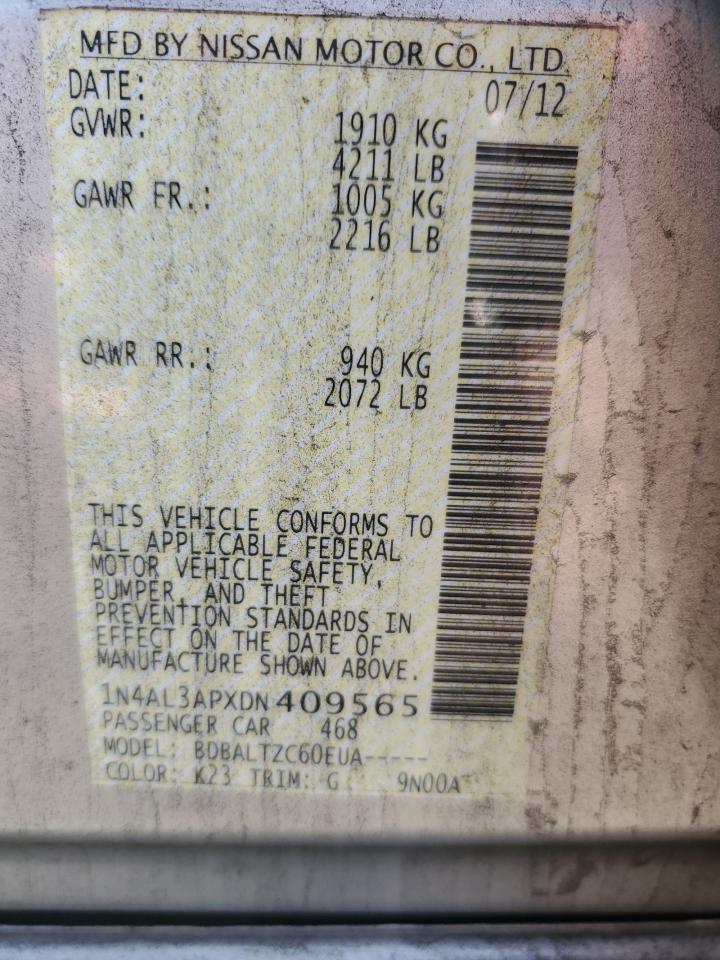 MFD BY NISSAN MOTOR CO., LTD.
DATE: 07/12
GVWR: 1910 KG
4211 LB
GAWR FR.: 1005 KG
2216 LB
GAWR RR.: 940 KG
2072 LB
THIS VEHICLE CONFORMS TO
ALL APPLICABLE FEDERAL
MOTOR VEHICLE SAFETY,
BUMPER, AND THEFT
PREVENTION STANDARDS IN
EFFECT ON THE DATE OF
MANUFACTURE SHOWN ABOVE.
1N4AL3APXDN409565
PASSENGER CAR 468
MODEL: BDBALTZC60EUA-----
COLOR: K23 TRIM: G 9N00A